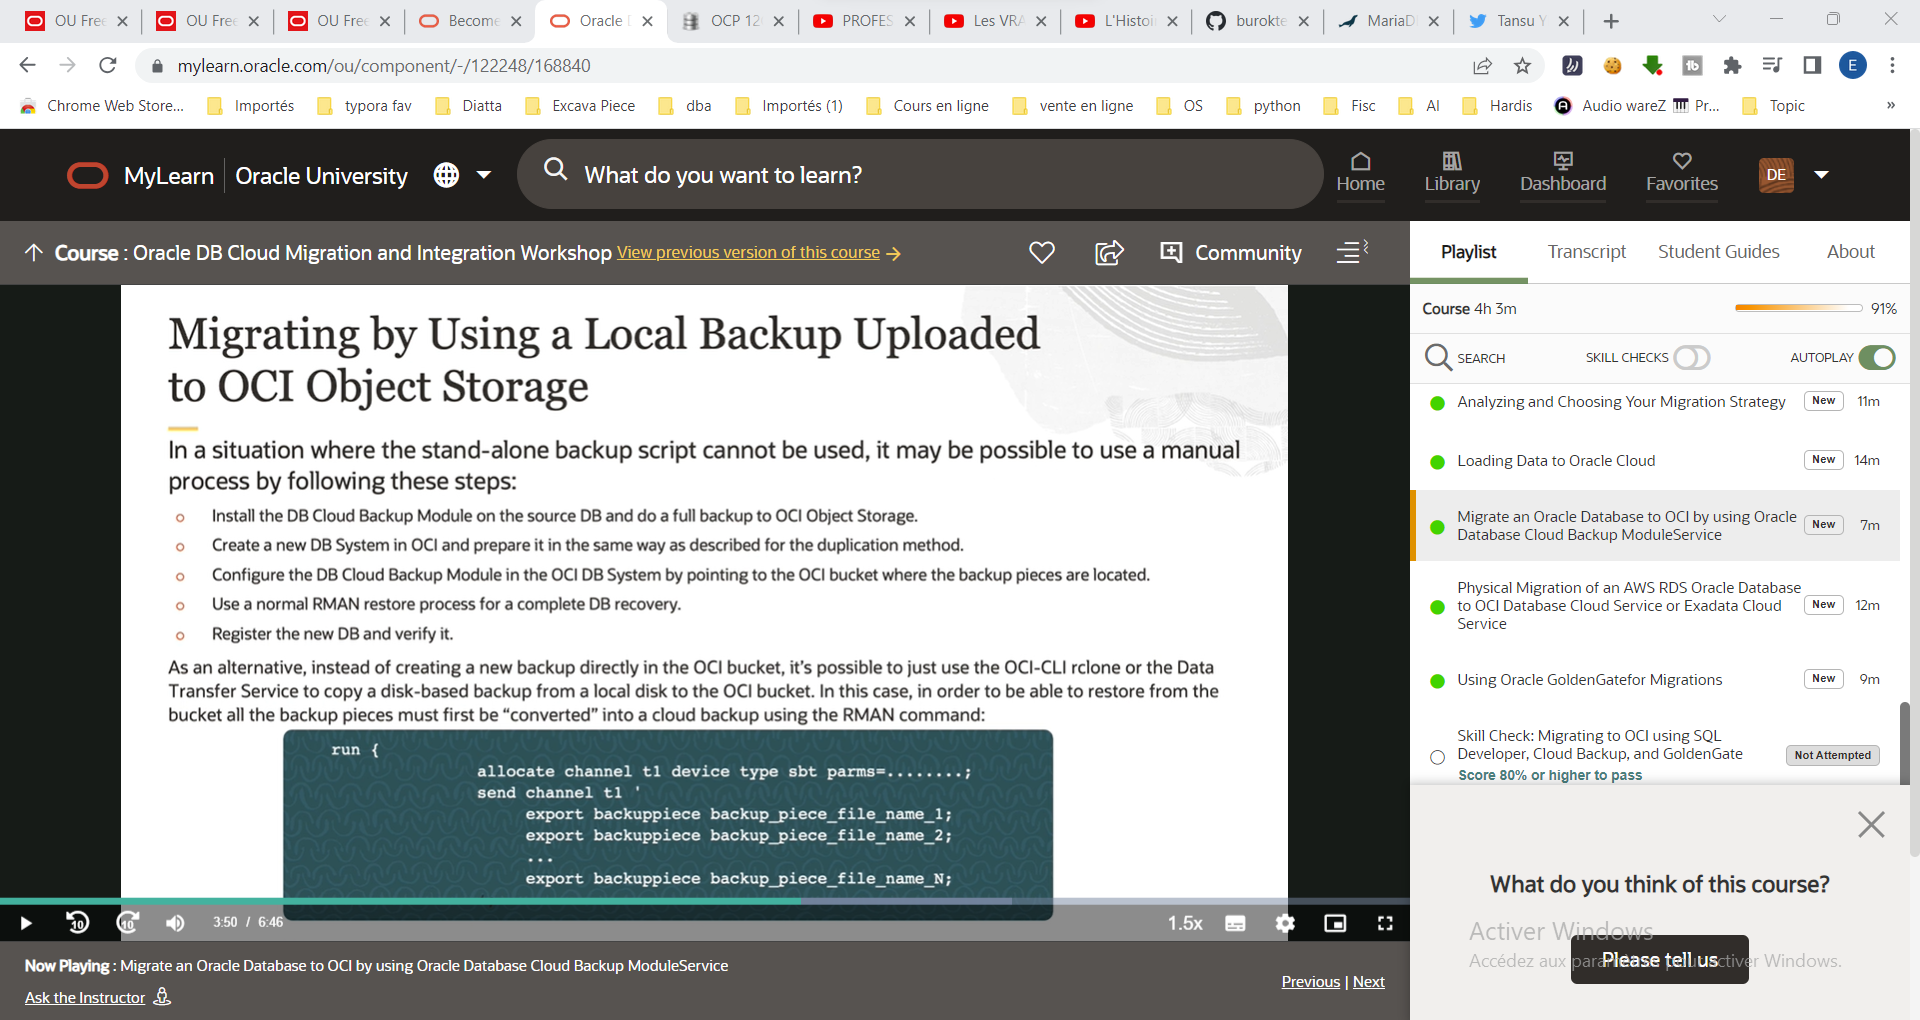 OU Free
OU Free
OU Free
Become
Oracle D
OCP 12
PROFES
Les VRA
L'Histoi
burokte
MariaD
Tansu Y
mylearn.oracle.com/ou/component/-/122248/168840
E
Chrome Web Store...
Importés
typora fav
Diatta
Excava Piece
dba
Importés (1)
Cours en ligne
vente en ligne
OS
python
Fisc
AI
Hardis
Audio wareZ
Pr...
Topic
»
MyLearn
Oracle University
What do you want to learn?
Home
Library
Dashboard
Favorites
DE
Course : Oracle DB Cloud Migration and Integration Workshop View previous version of this course
Community
Playlist
Transcript
Student Guides
About
Migrating by Using a Local Backup Uploaded
to OCI Object Storage
In a situation where the stand-alone backup script cannot be used, it may be possible to use a manual
process by following these steps:
Install the DB Cloud Backup Module on the source DB and do a full backup to OCI Object Storage.
Create a new DB System in OCI and prepare it in the same way as described for the duplication method.
Configure the DB Cloud Backup Module in the OCI DB System by pointing to the OCI bucket where the backup pieces are located.
Use a normal RMAN restore process for a complete DB recovery.
Register the new DB and verify it.
As an alternative, instead of creating a new backup directly in the OCI bucket, it's possible to just use the OCI-CLI rclone or the Data
Transfer Service to copy a disk-based backup from a local disk to the OCI bucket. In this case, in order to be able to restore from the
bucket all the backup pieces must first be “converted” into a cloud backup using the RMAN command:
run {
allocate channel t1 device type sbt parms=........;
send channel t1 '
export backuppiece backup_piece_file_name_1;
export backuppiece backup_piece_file_name_2;
...
export backuppiece backup_piece_file_name_N;
10
10
3:50 / 6:46
1.5x
Now Playing : Migrate an Oracle Database to OCI by using Oracle Database Cloud Backup ModuleService
Ask the Instructor
Previous | Next
Course 4h 3m
91%
SEARCH
SKILL CHECKS
AUTOPLAY
Analyzing and Choosing Your Migration Strategy
New
11m
Loading Data to Oracle Cloud
New
14m
Migrate an Oracle Database to OCI by using Oracle
Database Cloud Backup ModuleService
New
7m
Physical Migration of an AWS RDS Oracle Database
to OCI Database Cloud Service or Exadata Cloud
Service
New
12m
Using Oracle GoldenGatefor Migrations
New
9m
Skill Check: Migrating to OCI using SQL
Developer, Cloud Backup, and GoldenGate
Score 80% or higher to pass
Not Attempted
What do you think of this course?
Activer Windows
Accédez aux
Please tell us
activer Windows.